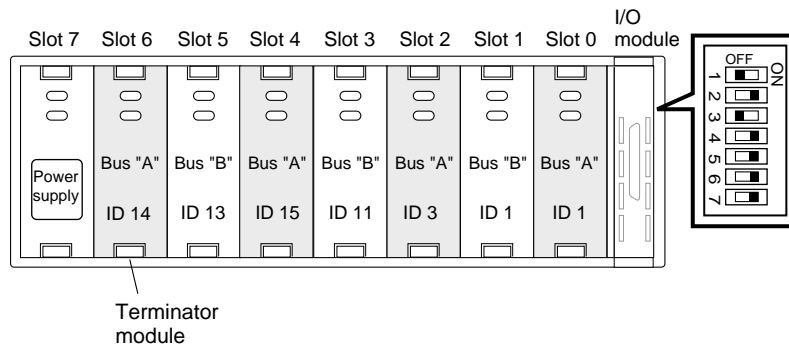 Slot 7 Slot 6 Slot 5 Slot 4 Slot 3 Slot 2 Slot 1 Slot 0 I/O module
OFF
ON
1
2
3
4
5
6
7
Power supply
Bus "A" Bus "B" Bus "A" Bus "B" Bus "A" Bus "B" Bus "A"
ID 14 ID 13 ID 15 ID 11 ID 3 ID 1 ID 1
Terminator
module